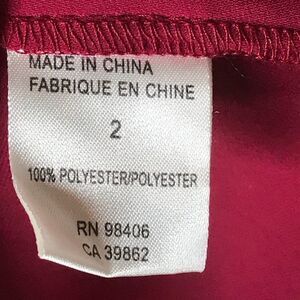 MADE IN CHINA
FABRIQUE EN CHINE
2
100% POLYESTER/POLYESTER
RN 98406
CA 39862